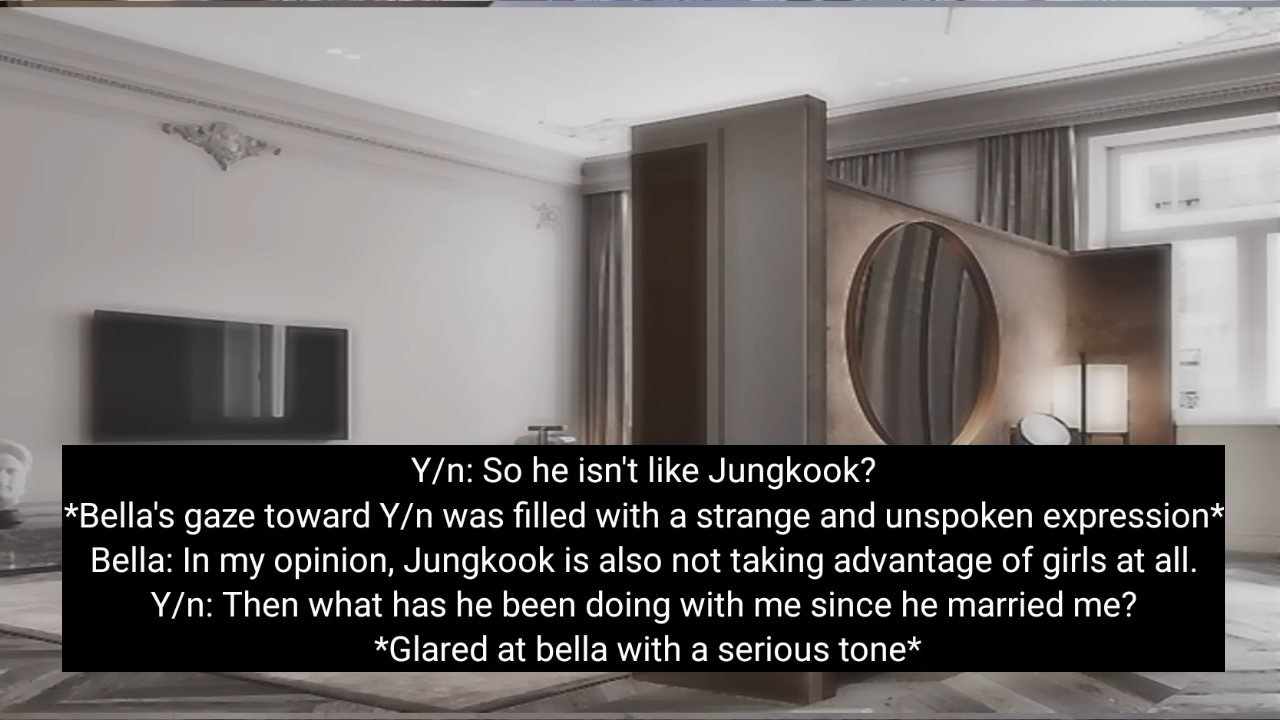 Y/n: So he isn't like Jungkook?
*Bella's gaze toward Y/n was filled with a strange and unspoken expression*
Bella: In my opinion, Jungkook is also not taking advantage of girls at all.
Y/n: Then what has he been doing with me since he married me?
*Glared at bella with a serious tone*